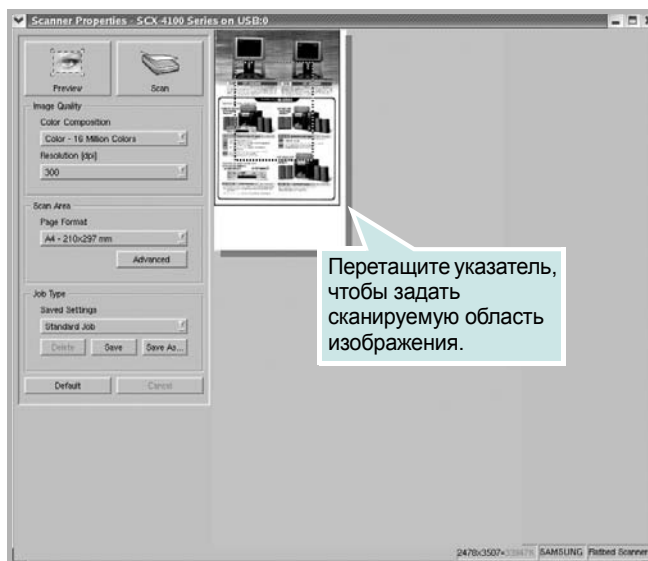 Scanner Properties - SCX-4100 Series on USB:0
Preview
Scan
Image Quality
Color Composition
Color - 16 Million Colors
Resolution [dpi]
300
Scan Area
Page Format
A4 - 210x297 mm
Advanced
Job Type
Saved Settings
Standard Job
Delete
Save
Save As...
Default
Cancel
Перетащите указатель,
чтобы задать
сканируемую область
изображения.
2478x3507
SAMSUNG
Flatbed Scanner